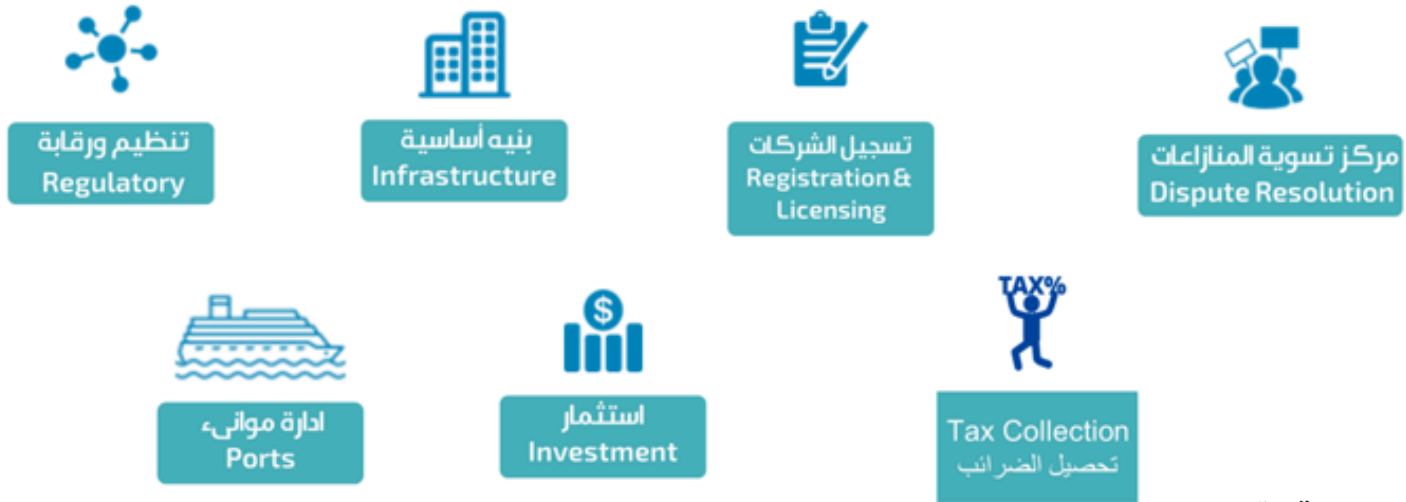 تنظيم ورقابة
Regulatory
بنيه أساسية
Infrastructure
تسجيل الشركات
Registration &
Licensing
مركز تسوية المنازاعات
Dispute Resolution
TAX%
$
ادارة موانىء
Ports
استثمار
Investment
Tax Collection
تحصيل الضرائب